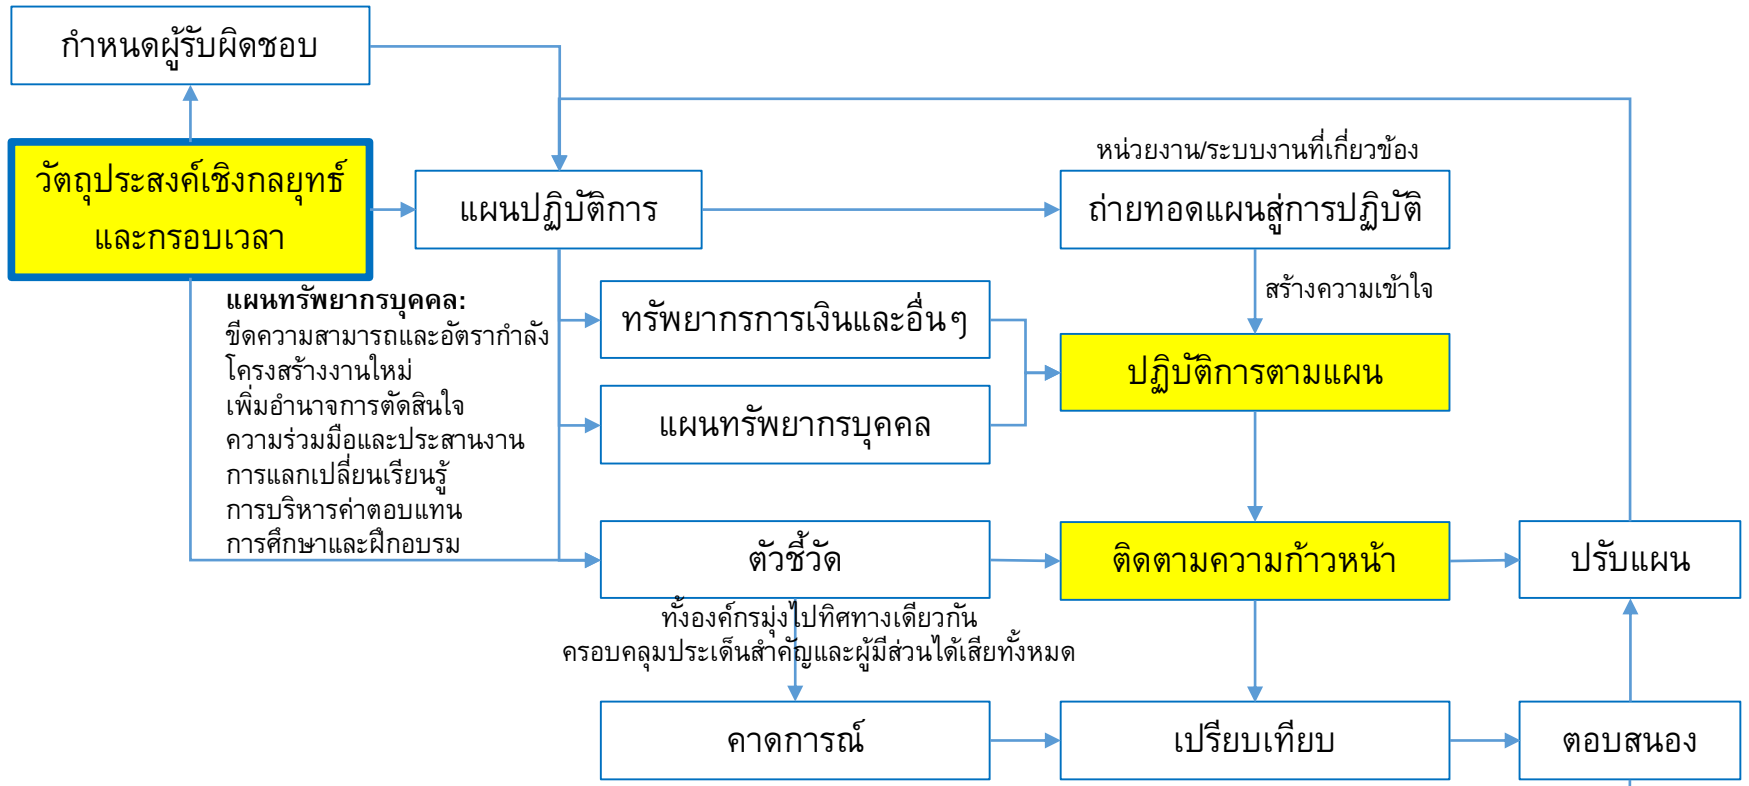 กำหนดผู้รับผิดชอบ
วัตถุประสงค์เชิงกลยุทธ์
และกรอบเวลา
แผนปฏิบัติการ
หน่วยงาน/ระบบงานที่เกี่ยวข้อง
ถ่ายทอดแผนสู่การปฏิบัติ
สร้างความเข้าใจ
แผนทรัพยากรบุคคล:
ขีดความสามารถและอัตรากำลัง
โครงสร้างงานใหม่
เพิ่มอำนาจการตัดสินใจ
ความร่วมมือและประสานงาน
การแลกเปลี่ยนเรียนรู้
การบริหารค่าตอบแทน
การศึกษาและฝึกอบรม
ทรัพยากรการเงินและอื่นๆ
ปฏิบัติการตามแผน
แผนทรัพยากรบุคคล
ตัวชี้วัด
ติดตามความก้าวหน้า
ปรับแผน
ทั้งองค์กรมุ่งไปทิศทางเดียวกัน
ครอบคลุมประเด็นสำคัญและผู้มีส่วนได้เสียทั้งหมด
คาดการณ์
เปรียบเทียบ
ตอบสนอง